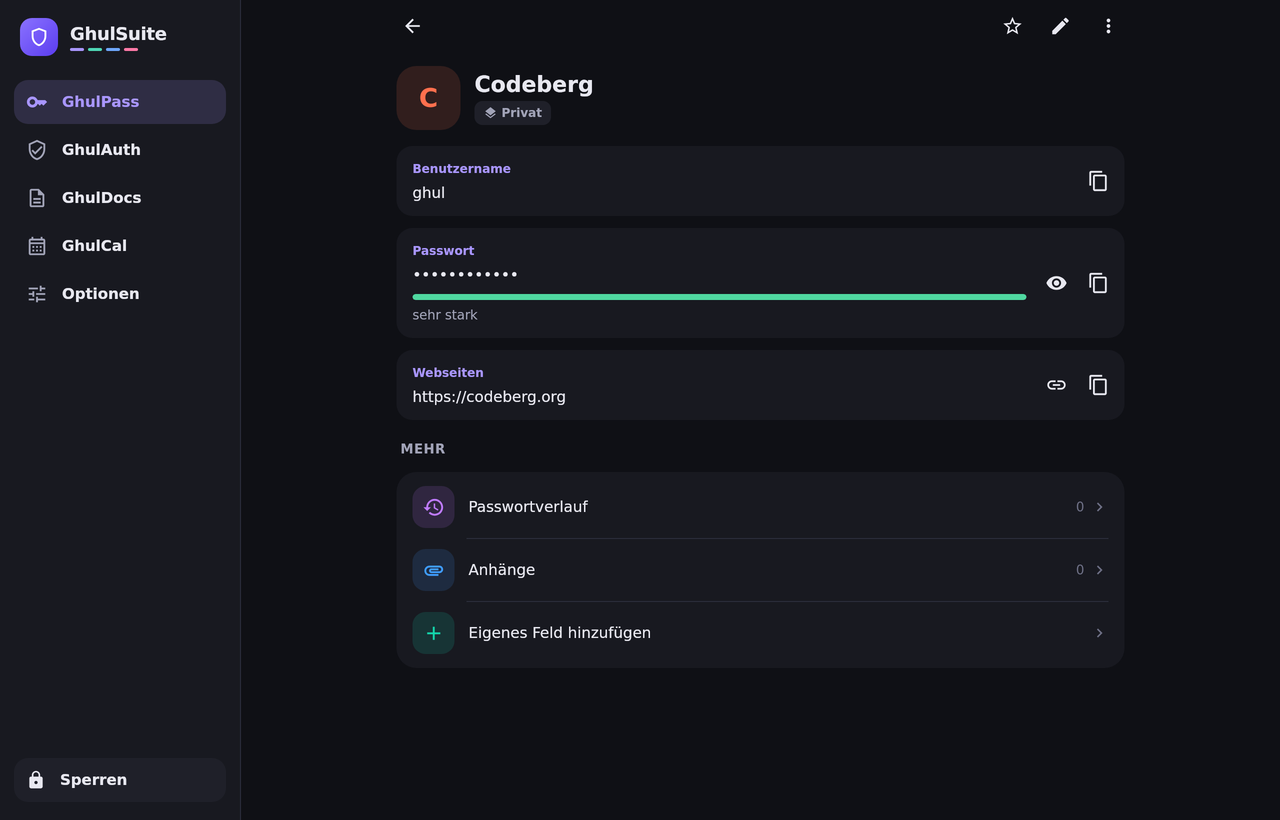 GhulSuite
GhulPass
GhulAuth
GhulDocs
GhulCal
Optionen
Sperren
C
Codeberg
Privat
Benutzername
ghul
Passwort
••••••••••••
sehr stark
Webseiten
https://codeberg.org
MEHR
Passwortverlauf 0
Anhänge 0
Eigenes Feld hinzufügen